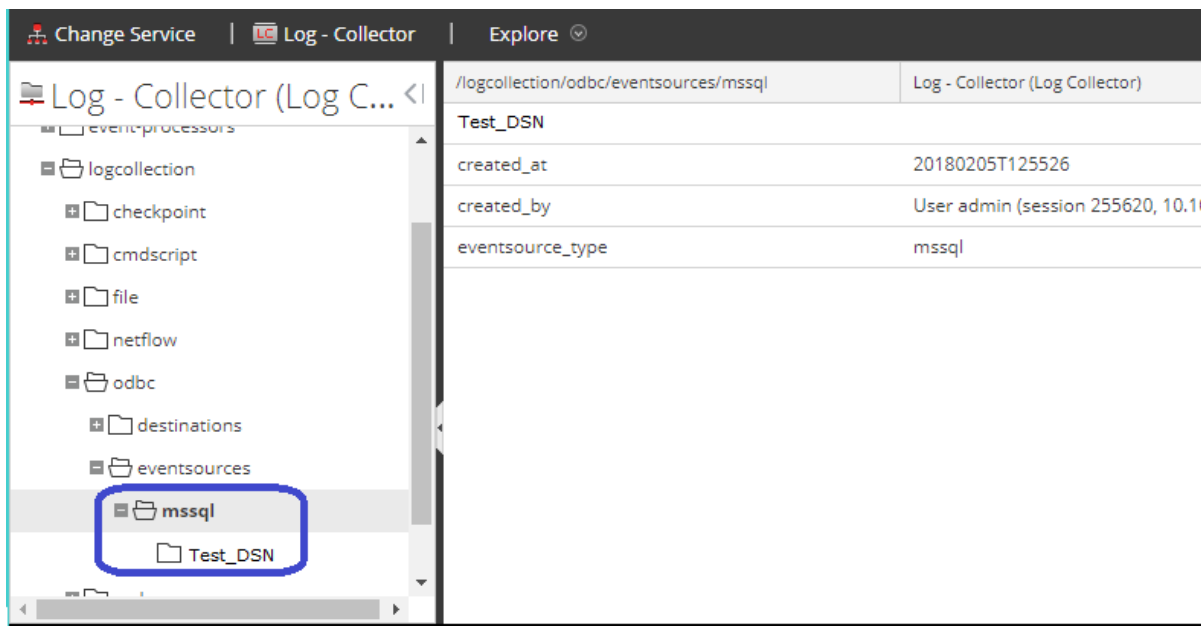 Change Service | LC Log - Collector | Explore
Log - Collector (Log C...
event-processors
logcollection
checkpoint
cmdscript
file
netflow
odbc
destinations
eventsources
mssql
Test_DSN
/logcollection/odbc/eventsources/mssql Log - Collector (Log Collector)
Test_DSN
created_at 20180205T125526
created_by User admin (session 255620, 10.10
eventsource_type mssql